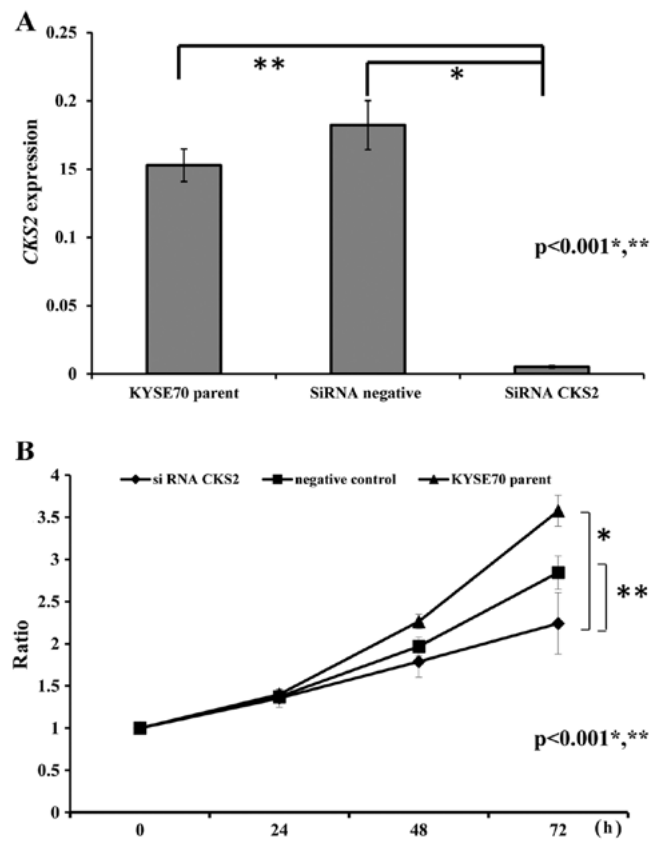 A
0.25
0.2
15
0.1
0.05
0
CKS2 expression
**
*
p<0.001*,**
KYSE70 parent SiRNA negative SiRNA CKS2
B
si RNA CKS2 negative control KYSE70 parent
4
3.5
3
2.5
2
1.5
1
0.5
0
Ratio
*
**
p<0.001*,**
0 24 48 72 (h)